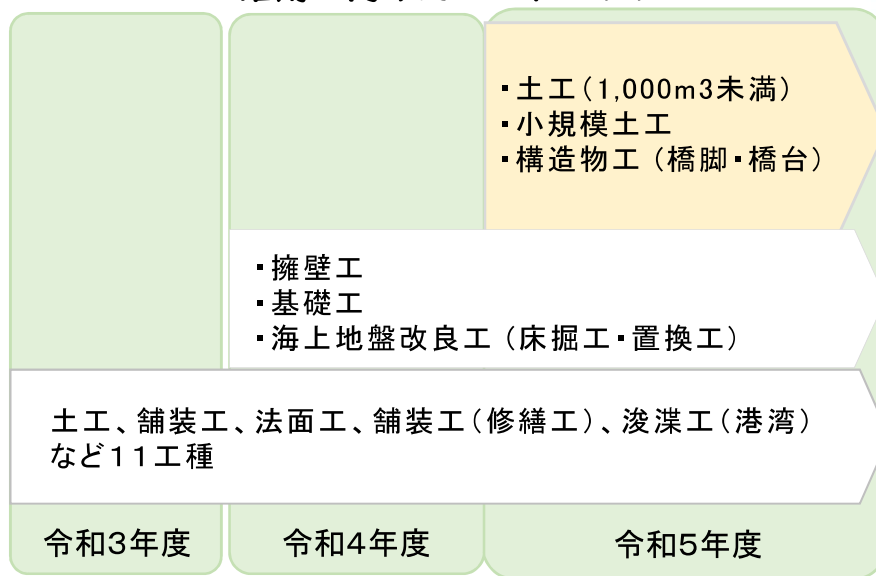 ・土工(1,000m3未満)
・小規模土工
・構造物工(橋脚・橋台)
・擁壁工
・基礎工
・海上地盤改良工(床掘工・置換工)
土工、舗装工、法面工、舗装工(修繕工)、浚渫工(港湾)
など11工種
令和3年度
令和4年度
令和5年度